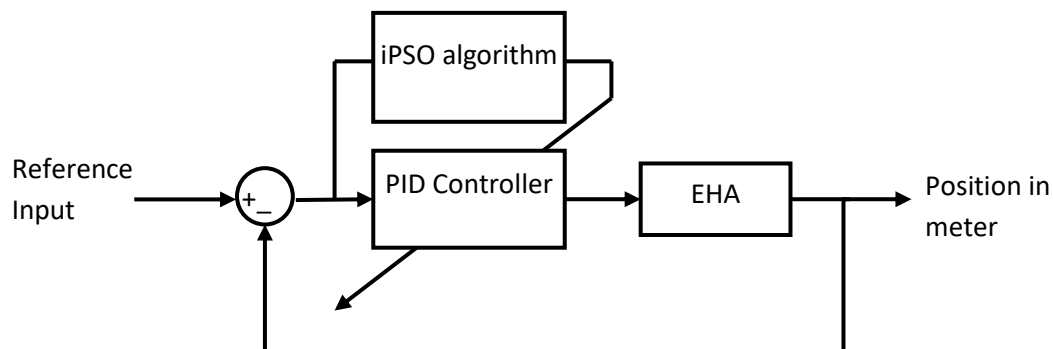 iPSO algorithm
Reference
Input
+
_
PID Controller
EHA
Position in
meter